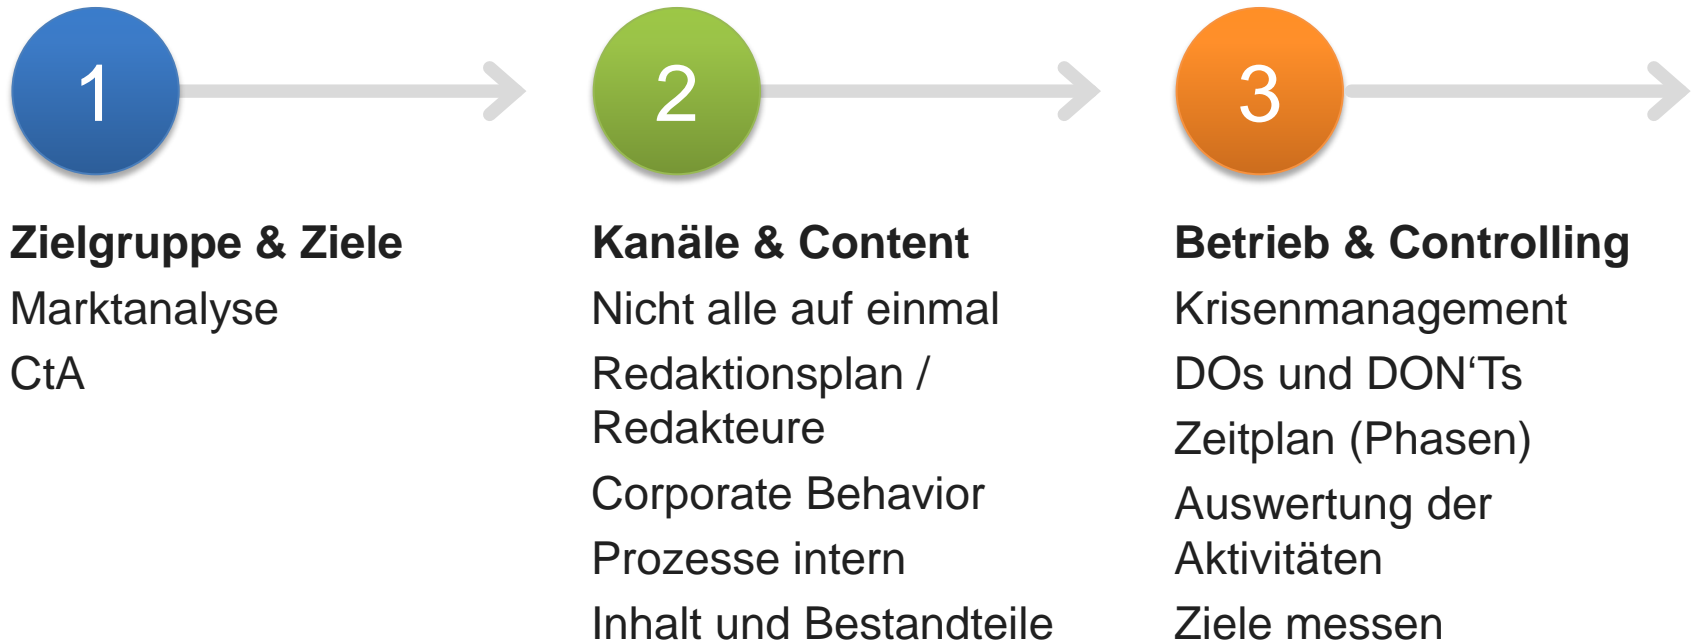 1
2
3
Zielgruppe & Ziele
Marktanalyse
CtA
Kanäle & Content
Nicht alle auf einmal
Redaktionsplan /
Redakteure
Corporate Behavior
Prozesse intern
Inhalt und Bestandteile
Betrieb & Controlling
Krisenmanagement
DOs und DON‘Ts
Zeitplan (Phasen)
Auswertung der
Aktivitäten
Ziele messen